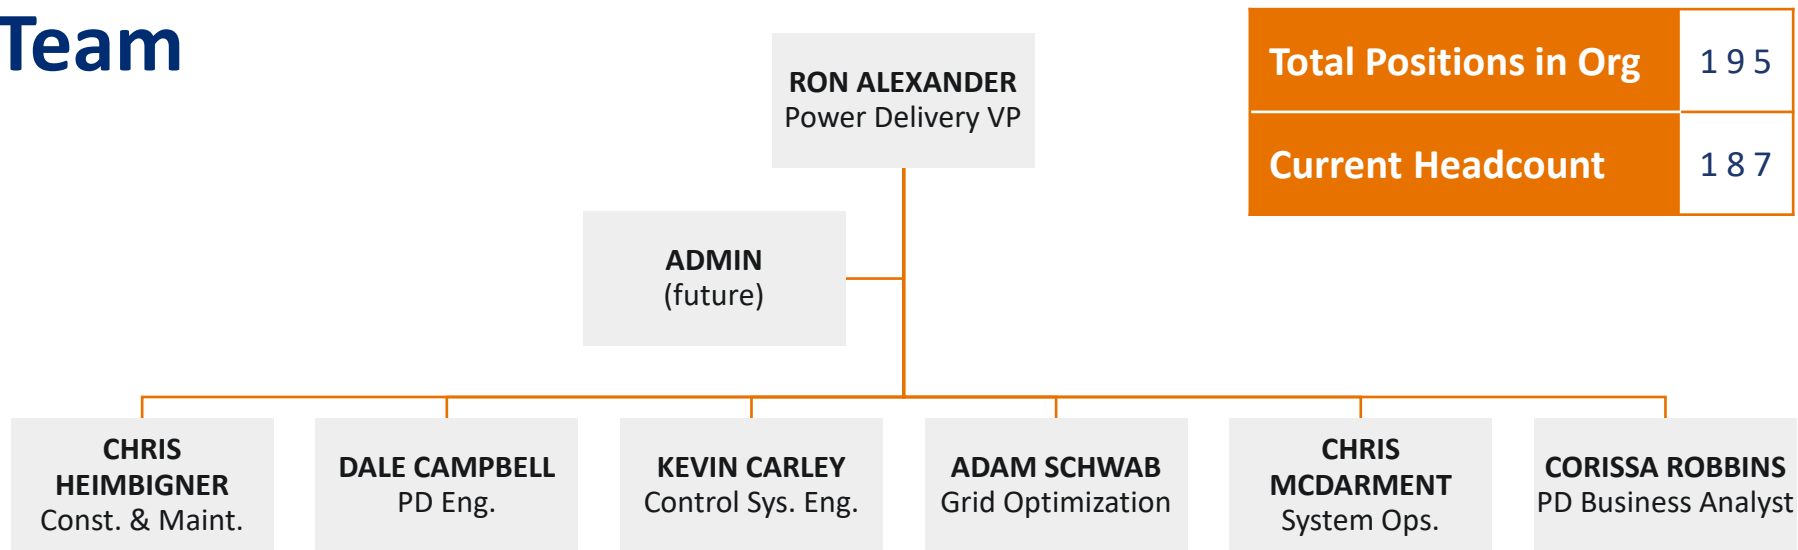 Team
RON ALEXANDER
Power Delivery VP
Total Positions in Org 195
Current Headcount 187
ADMIN
(future)
CHRIS
HEIMBIGNER
Const. & Maint.
DALE CAMPBELL
PD Eng.
KEVIN CARLEY
Control Sys. Eng.
ADAM SCHWAB
Grid Optimization
CHRIS
MCDARMENT
System Ops.
CORISSA ROBBINS
PD Business Analyst